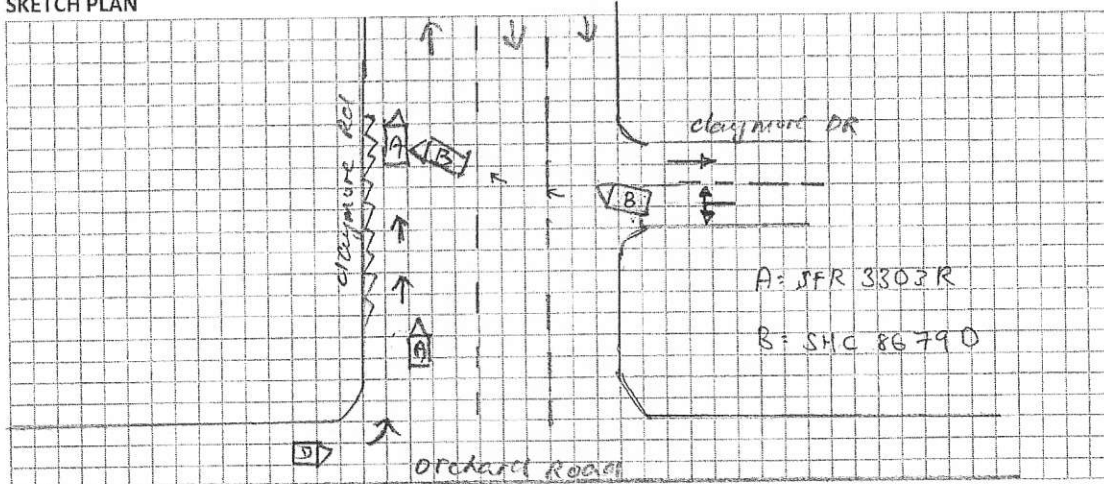 SKETCH PLAN
claymore DR
claymore Rd
A
B
B
A: SFR 3303R
B: SHC 8679D
A
D
orchard Road